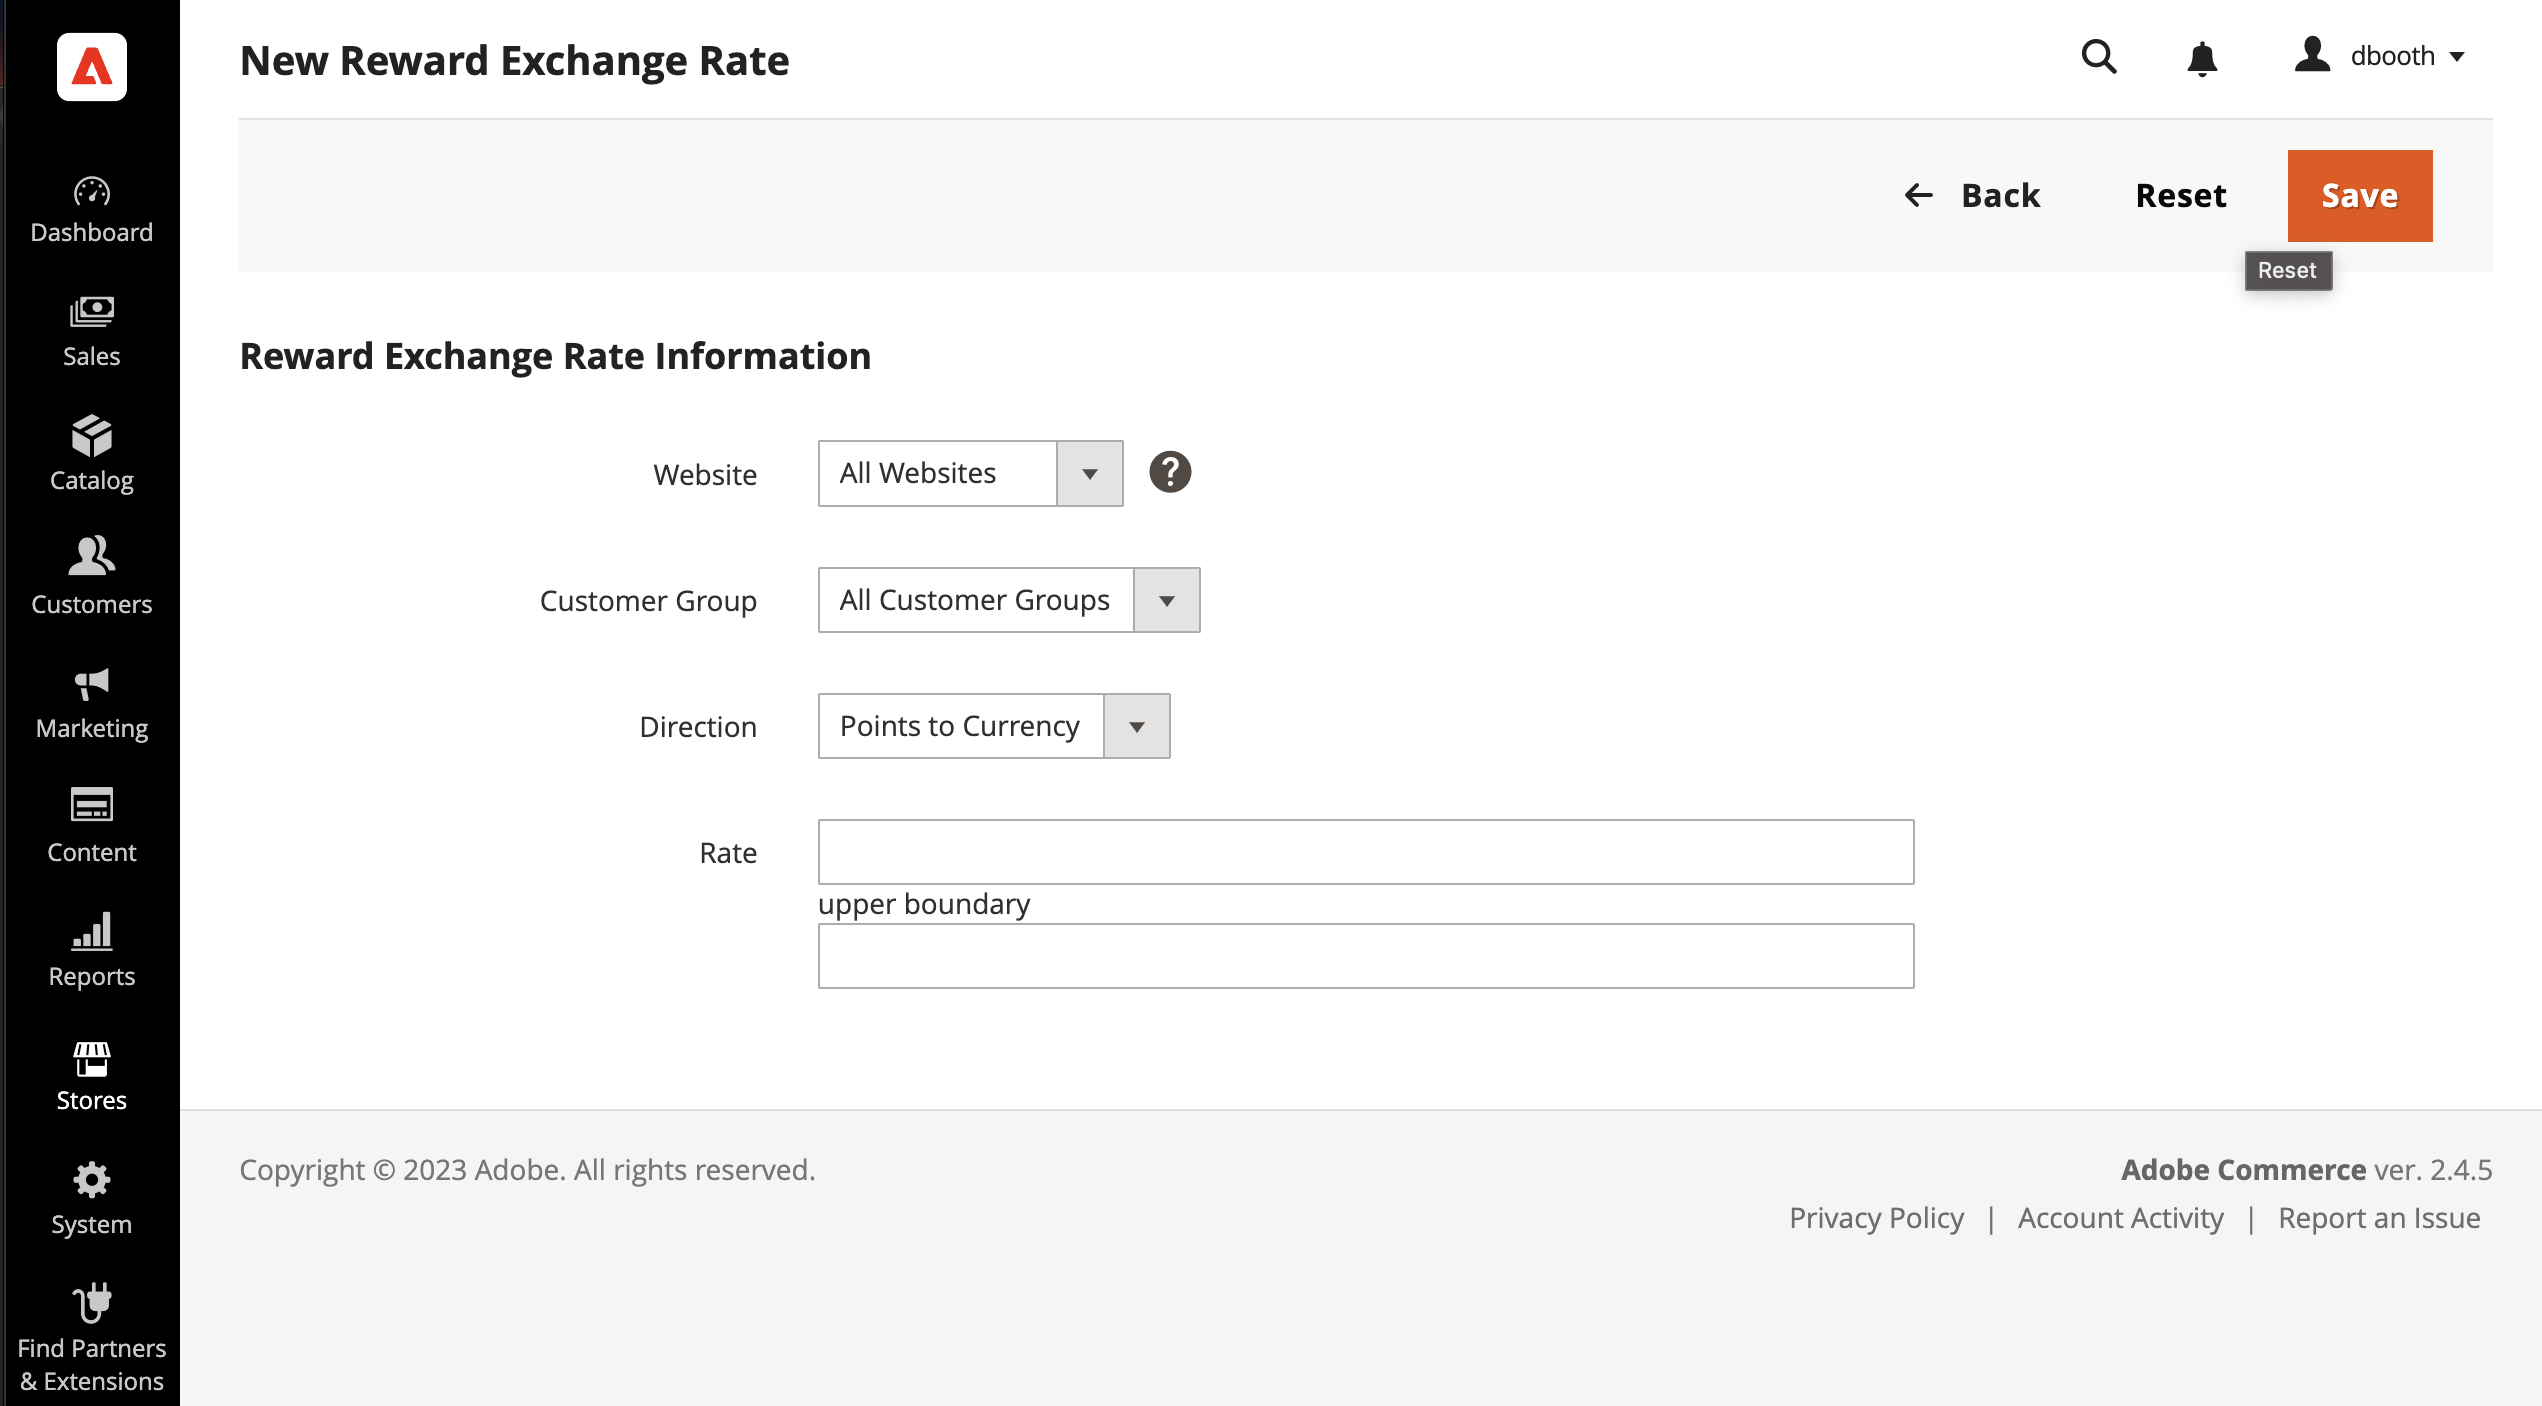 New Reward Exchange Rate
dbooth
Back
Reset
Save
Reset
Dashboard
Sales
Catalog
Customers
Marketing
Content
Reports
Stores
System
Find Partners
& Extensions
Reward Exchange Rate Information
Website
All Websites
?
Customer Group
All Customer Groups
Direction
Points to Currency
Rate
upper boundary
Copyright © 2023 Adobe. All rights reserved.
Adobe Commerce ver. 2.4.5
Privacy Policy | Account Activity | Report an Issue